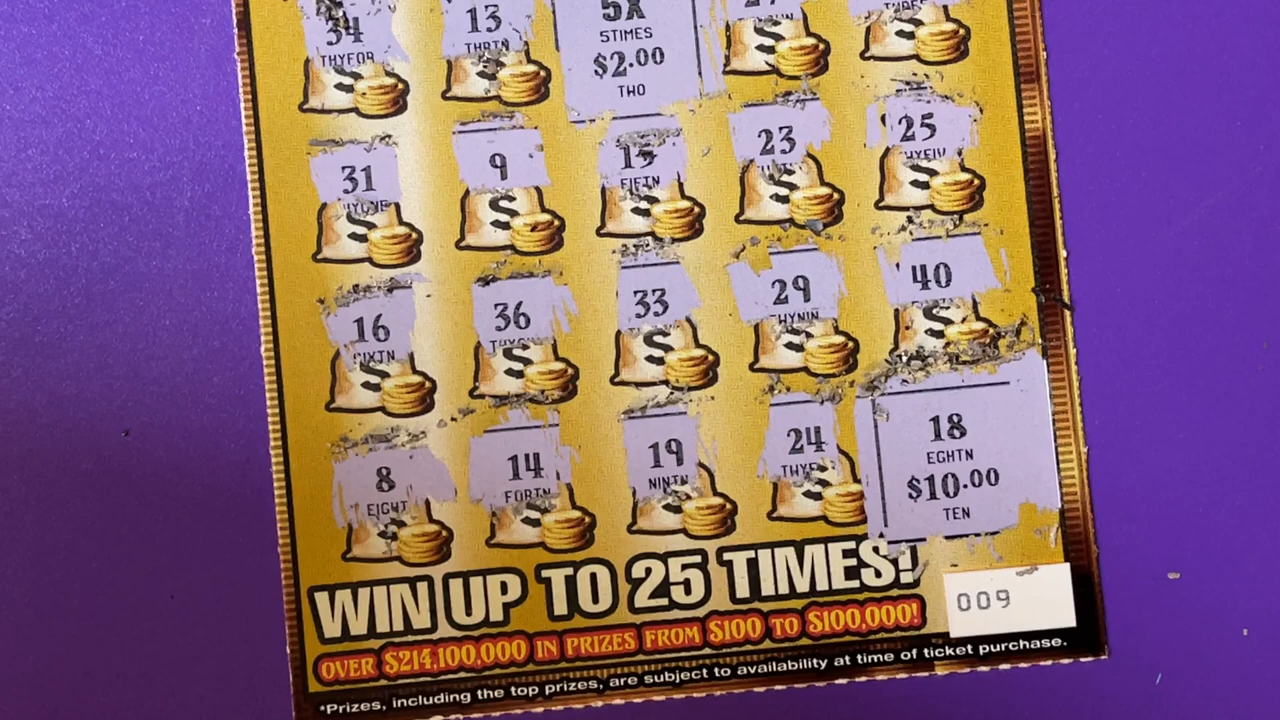 34 13 5X 27
THYFOR THRTN 5TIMES
$2.00
TWO
31 9 15 23 25
FIFTN
16 36 33 29 40
SIXTN
8 14 19 24 18
EIGHT FORTN NINTN EGHTN
$10.00
TEN
WIN UP TO 25 TIMES!
009
OVER $214,100,000 IN PRIZES FROM $100 TO $100,000!
*Prizes, including the top prizes, are subject to availability at time of ticket purchase.